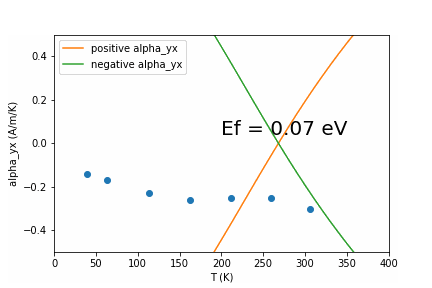 positive alpha_yx
negative alpha_yx
0.4
0.2
0.0
−0.2
−0.4
alpha_yx (A/m/K)
Ef = 0.07 eV
0 50 100 150 200 250 300 350 400
T (K)